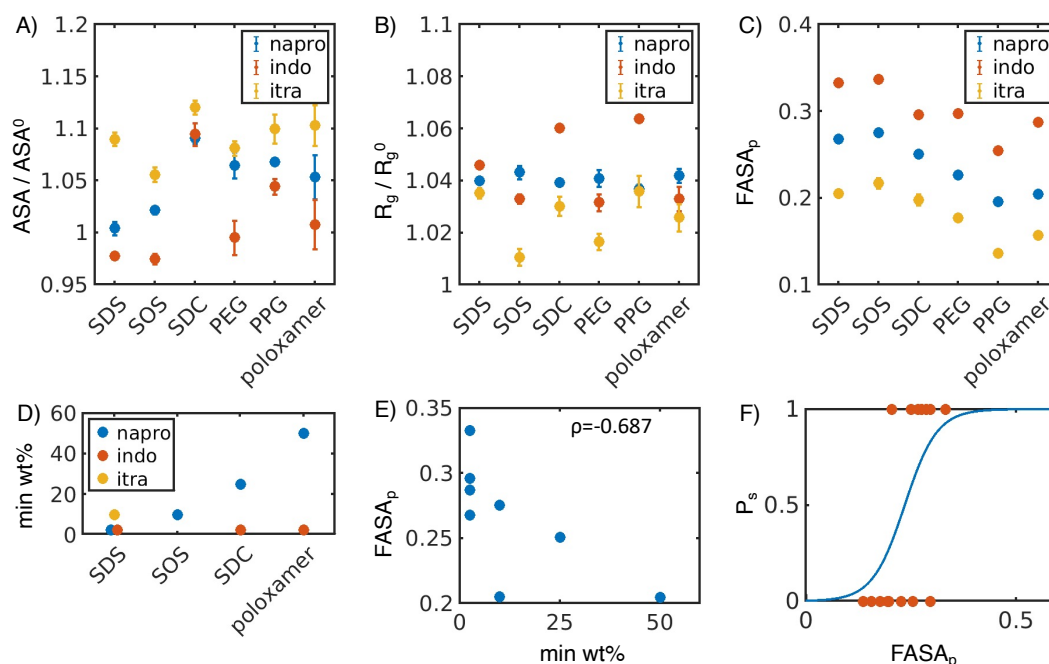 A)
1.2
1.15
1.1
1.05
1
0.95
ASA / ASA⁰
napro
indo
itra
SDS
SOS
SDC
PEG
PPG
poloxamer
B)
1.1
1.08
1.06
1.04
1.02
1
R_g / R_g⁰
napro
indo
itra
SDS
SOS
SDC
PEG
PPG
poloxamer
C)
0.4
0.3
0.2
0.1
FASA_p
napro
indo
itra
SDS
SOS
SDC
PEG
PPG
poloxamer
D)
60
40
20
0
min wt%
napro
indo
itra
SDS
SOS
SDC
poloxamer
E)
0.35
0.3
0.25
0.2
FASA_p
ρ=-0.687
0
25
50
min wt%
F)
1
0.5
0
P_s
0
0.5
FASA_p